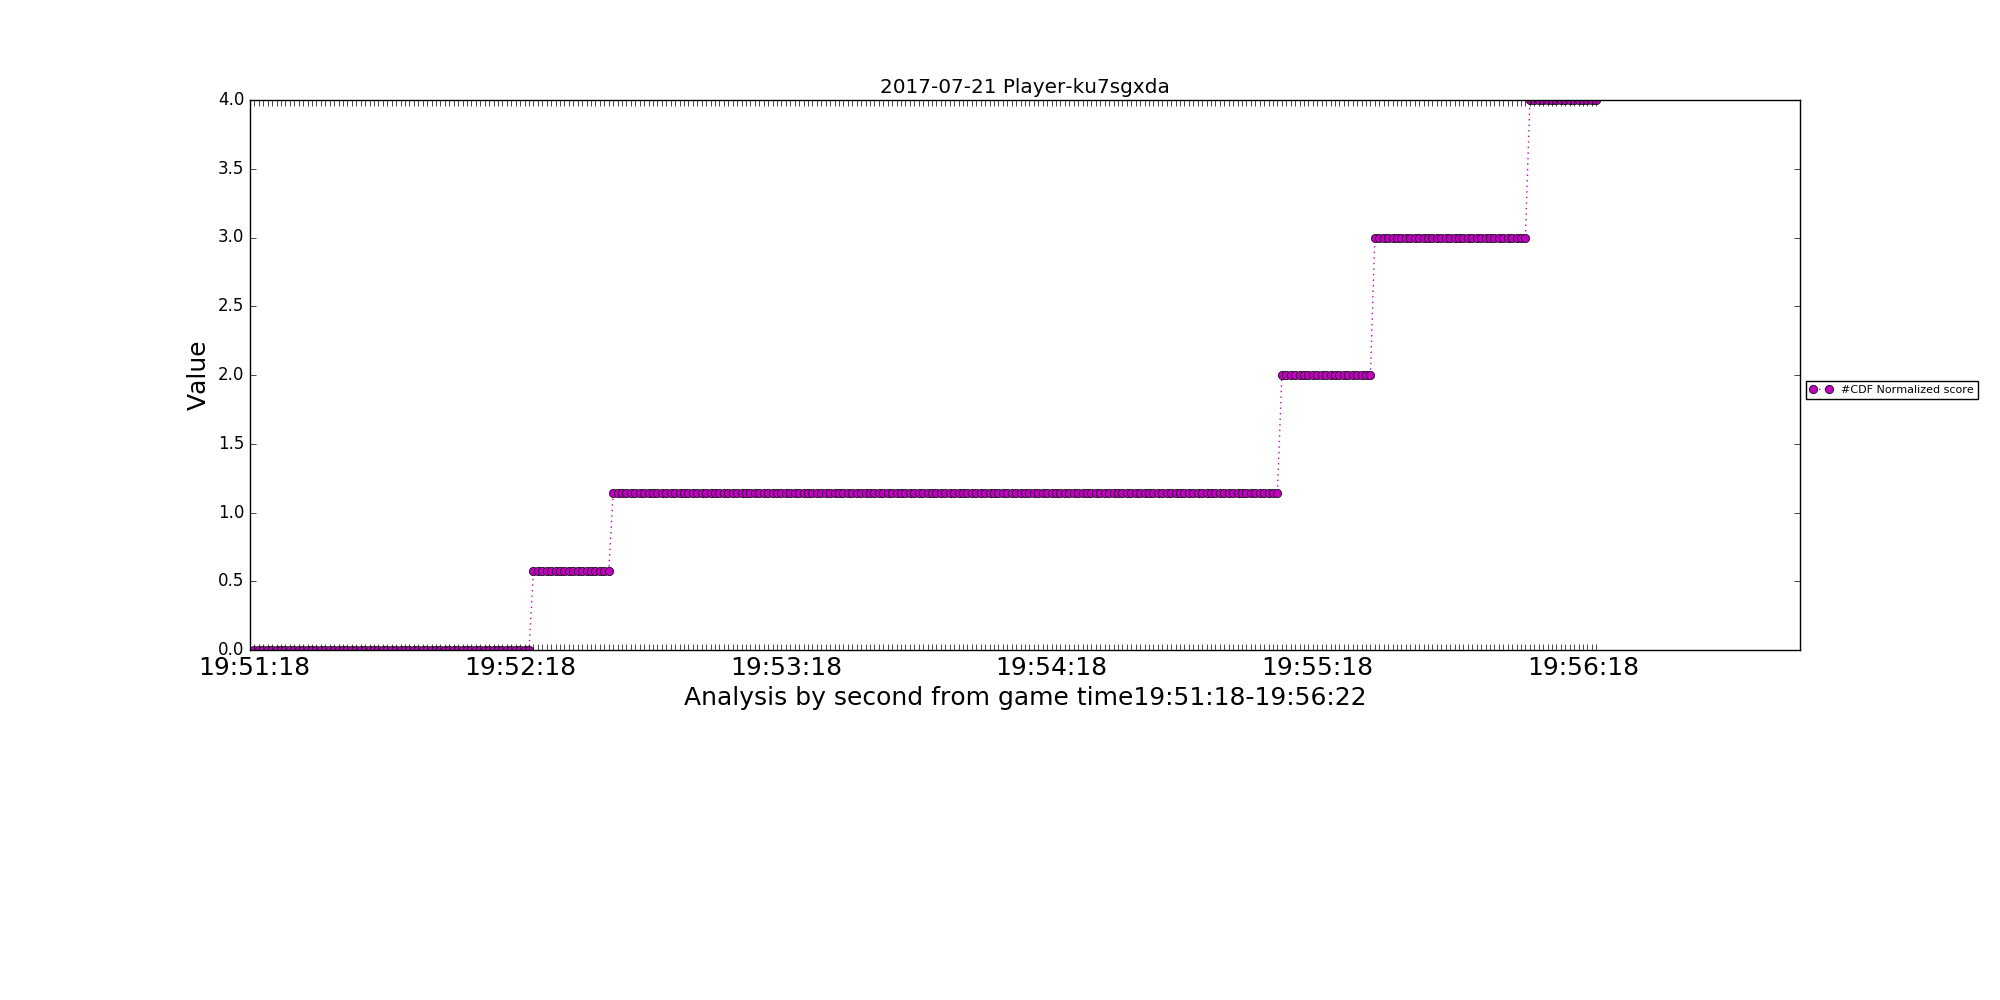 2017-07-21 Player-ku7sgxda
4.0
3.5
3.0
2.5
2.0
1.5
1.0
0.5
0.0
Value
#CDF Normalized score
19:51:18 19:52:18 19:53:18 19:54:18 19:55:18 19:56:18
Analysis by second from game time19:51:18-19:56:22